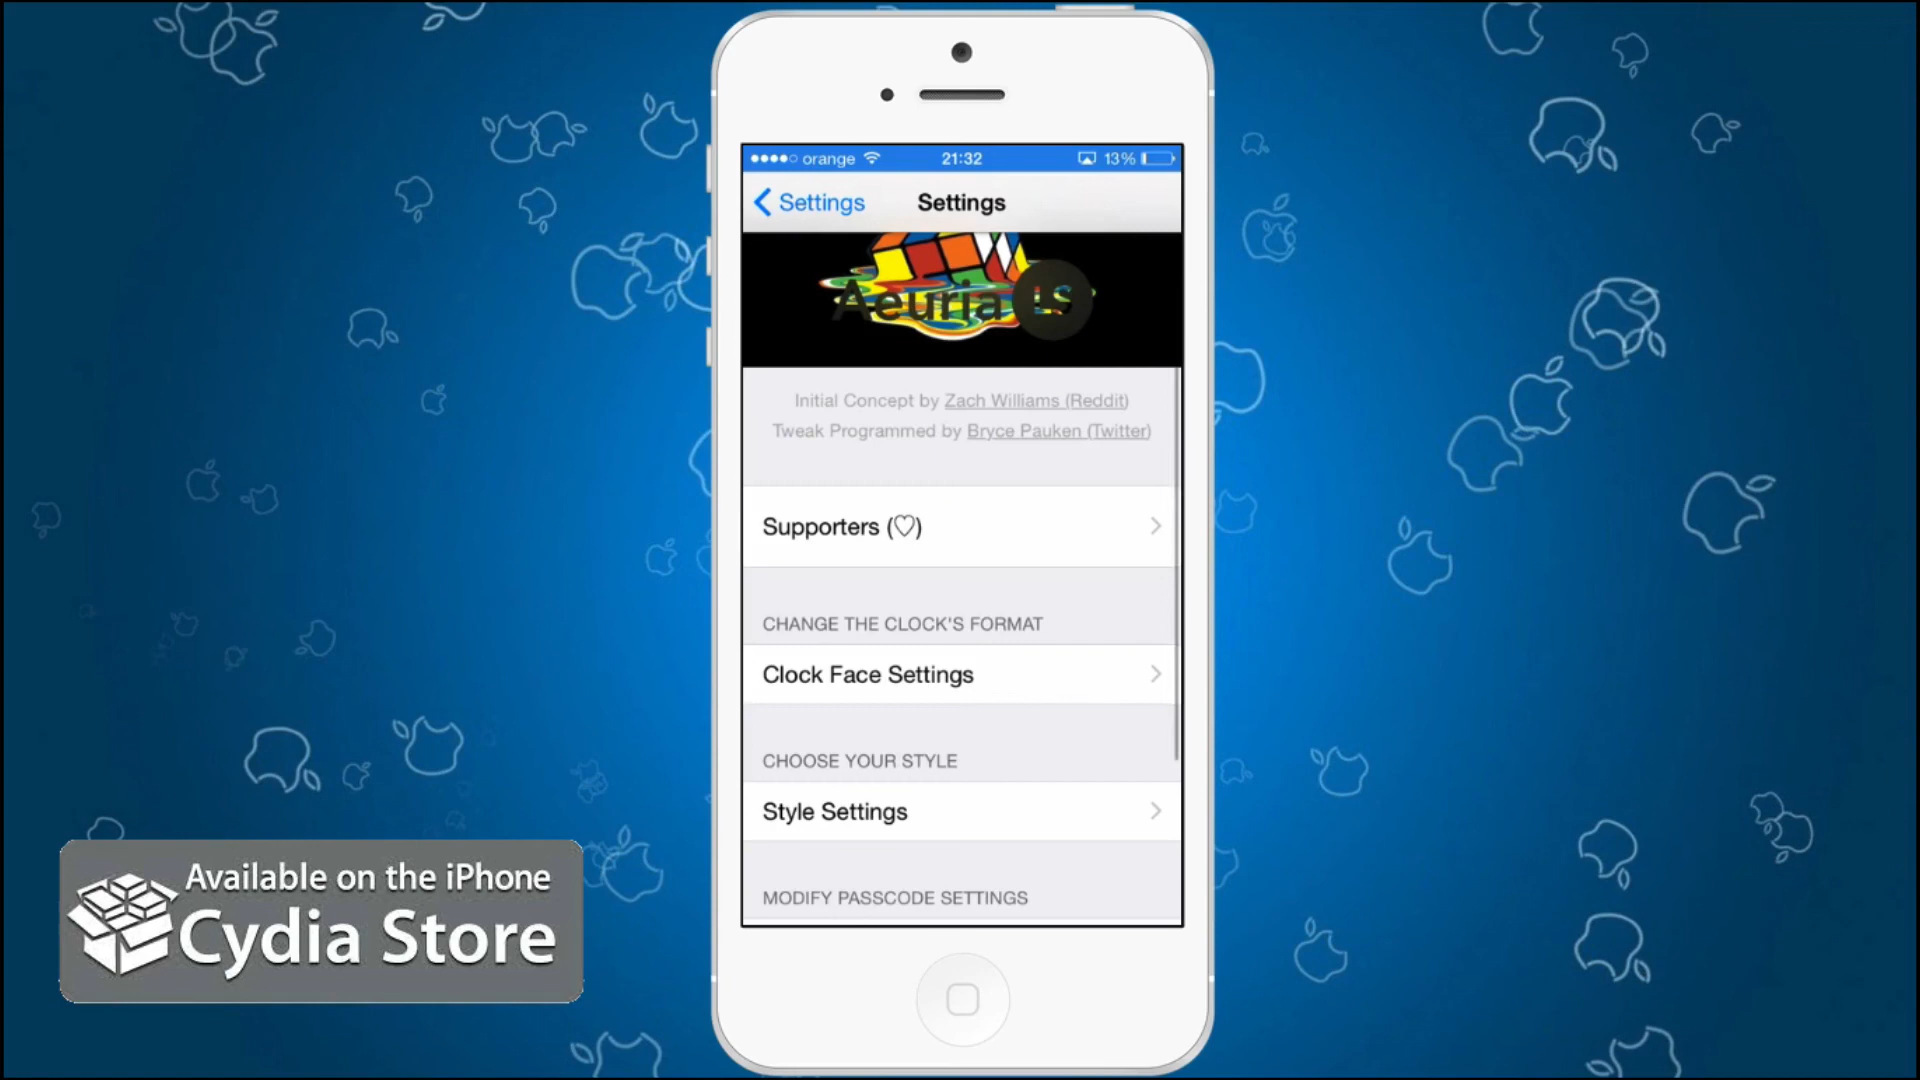 orange 21:32 13%
Settings Settings
Aeuria LS
Initial Concept by Zach Williams (Reddit)
Tweak Programmed by Bryce Pauken (Twitter)
Supporters (♡)
CHANGE THE CLOCK'S FORMAT
Clock Face Settings
CHOOSE YOUR STYLE
Style Settings
MODIFY PASSCODE SETTINGS
Available on the iPhone
Cydia Store